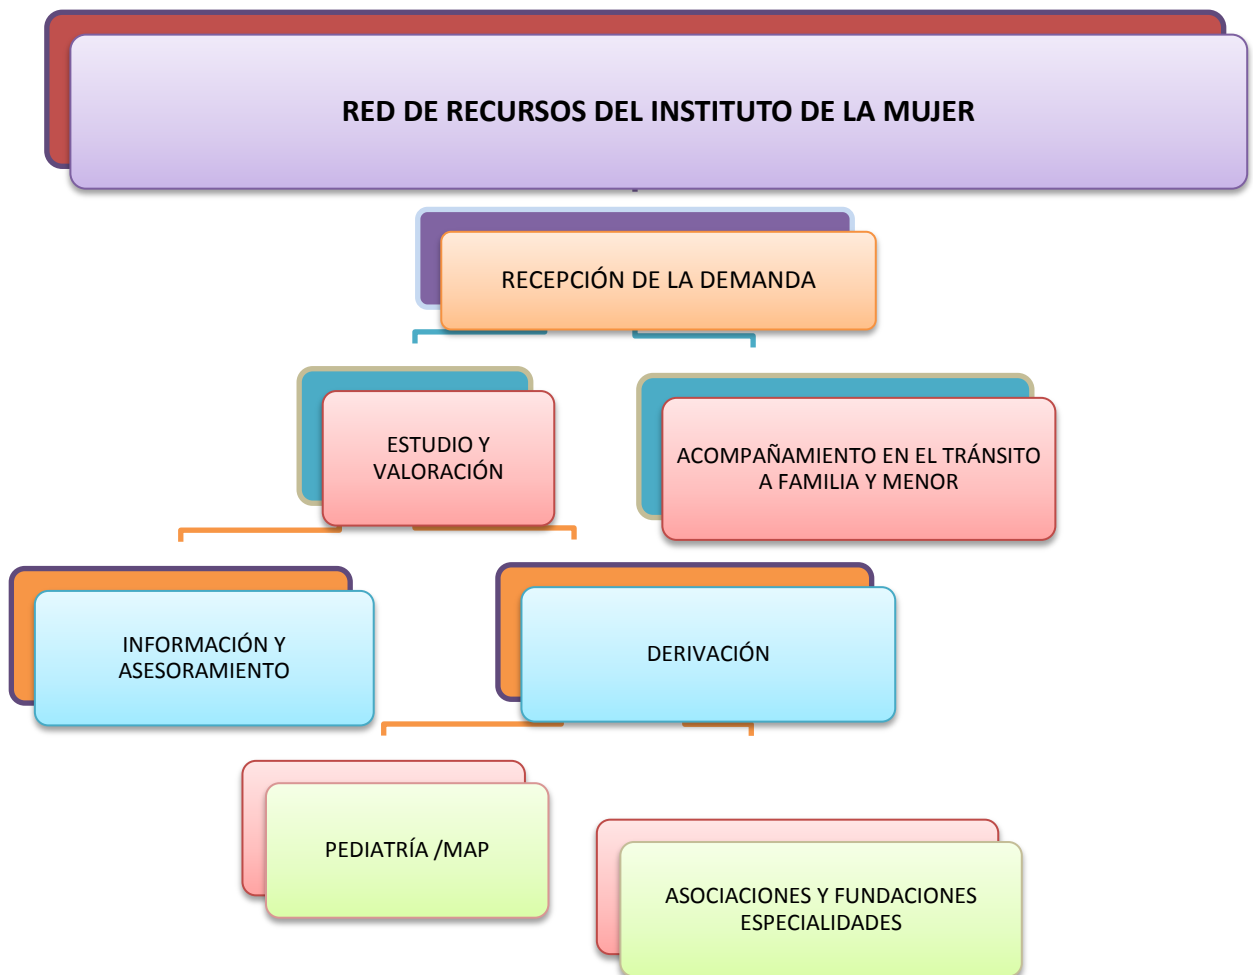 RED DE RECURSOS DEL INSTITUTO DE LA MUJER
RECEPCIÓN DE LA DEMANDA
ESTUDIO Y
VALORACIÓN
ACOMPAÑAMIENTO EN EL TRÁNSITO
A FAMILIA Y MENOR
INFORMACIÓN Y
ASESORAMIENTO
DERIVACIÓN
PEDIATRÍA /MAP
ASOCIACIONES Y FUNDACIONES
ESPECIALIDADES